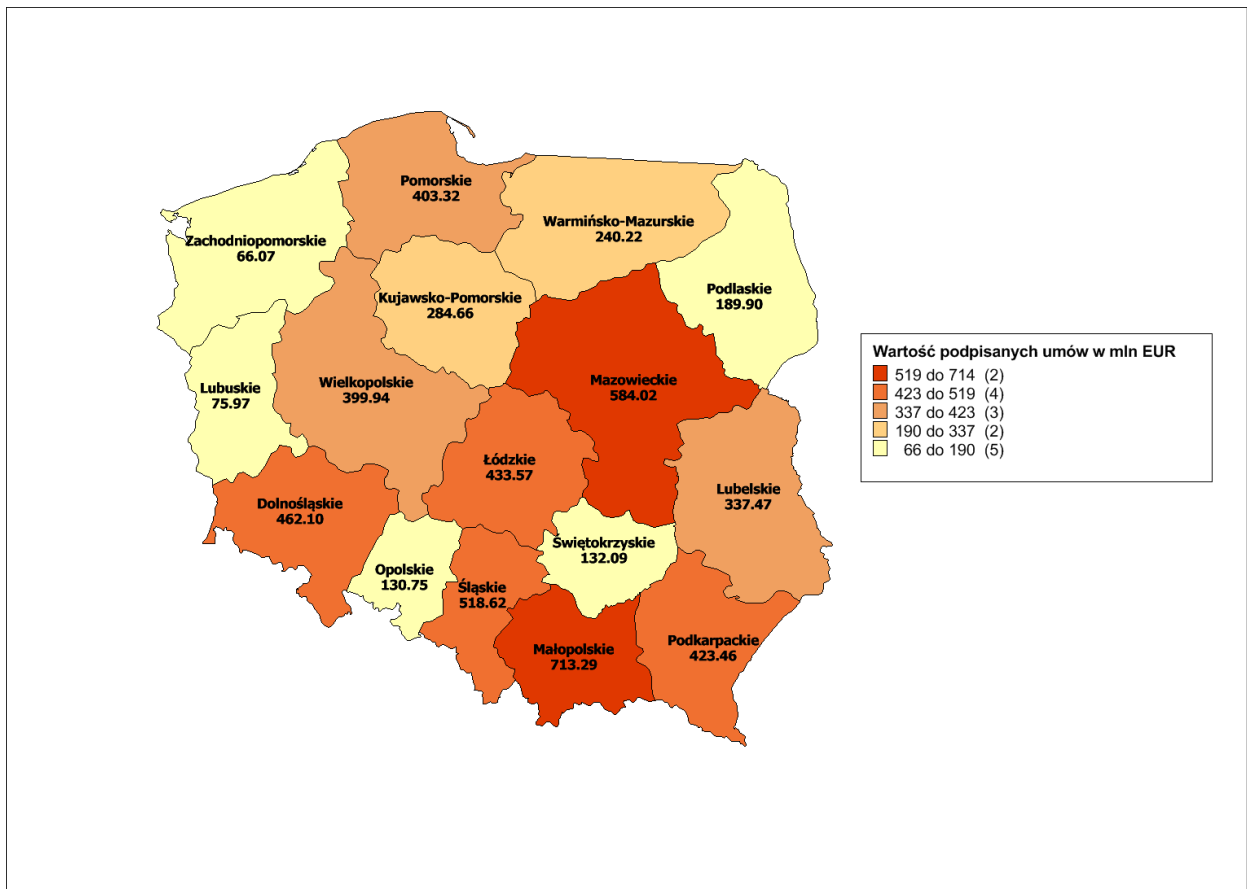 Pomorskie
403.32
Warmińsko-Mazurskie
240.22
Zachodniopomorskie
66.07
Kujawsko-Pomorskie
284.66
Podlaskie
189.90
Lubuskie
75.97
Wielkopolskie
399.94
Mazowieckie
584.02
Łódzkie
433.57
Lubelskie
337.47
Dolnośląskie
462.10
Świętokrzyskie
132.09
Opolskie
130.75
Śląskie
518.62
Małopolskie
713.29
Podkarpackie
423.46
Wartość podpisanych umów w mln EUR
519 do 714 (2)
423 do 519 (4)
337 do 423 (3)
190 do 337 (2)
66 do 190 (5)